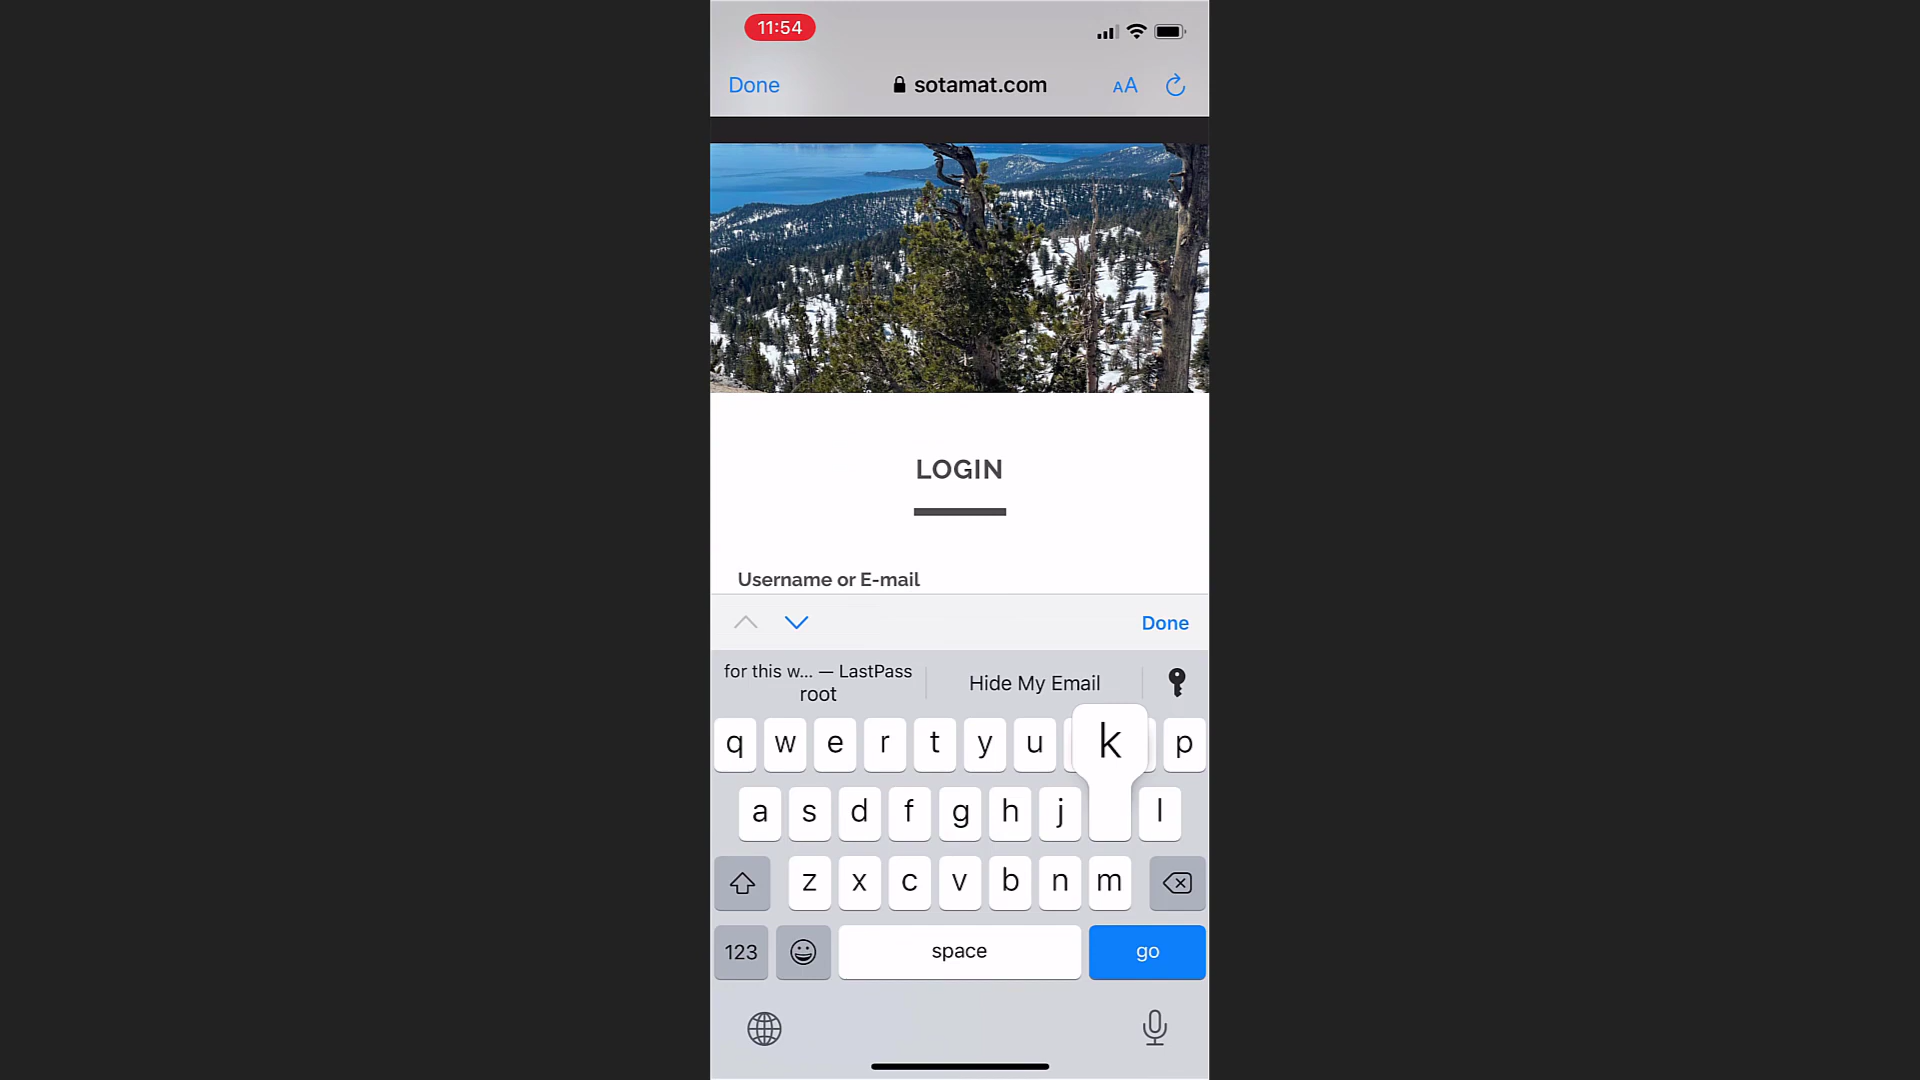 11:54
Done sotamat.com AA
LOGIN
Username or E-mail
Done
for this w... — LastPass
root
Hide My Email
q w e r t y u k p
a s d f g h j l
z x c v b n m
123 space go